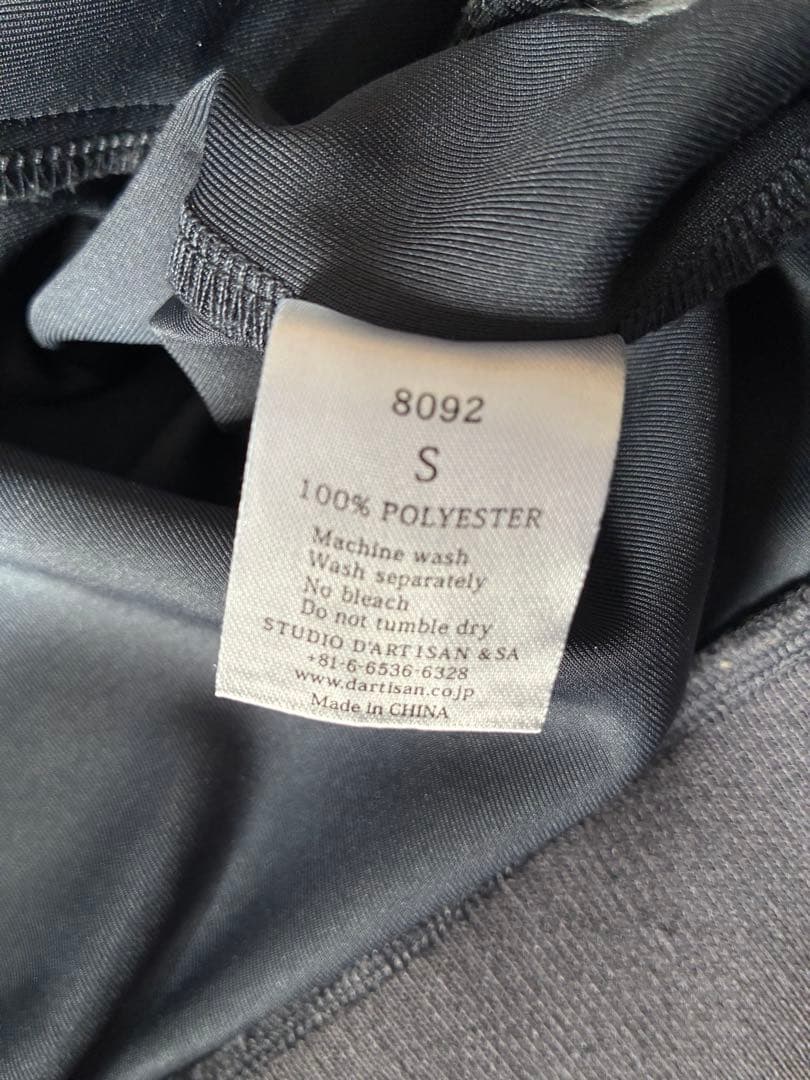 8092
S
100% POLYESTER
Machine wash
Wash separately
No bleach
Do not tumble dry
STUDIO D'ARTISAN &SA
+81-6-6536-6328
www.dartisan.co.jp
Made in CHINA